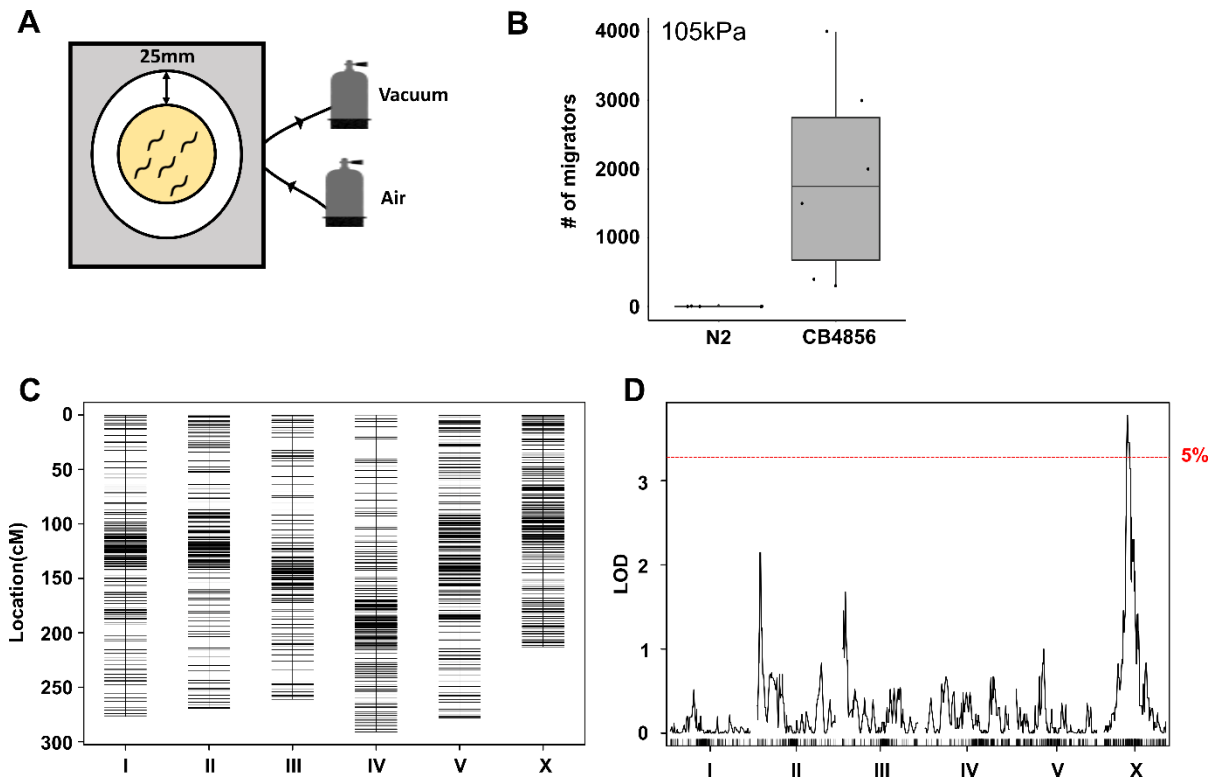 A
25mm
Vacuum
Air
B
105kPa
# of migrators
4000
3000
2000
1000
0
N2
CB4856
C
Location(cM)
0
50
100
150
200
250
300
I
II
III
IV
V
X
D
LOD
3
2
1
0
5%
I
II
III
IV
V
X